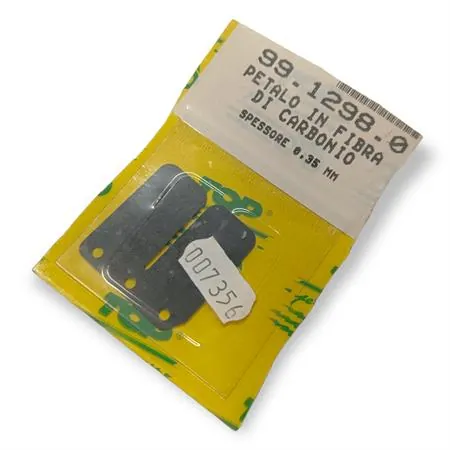 99.1298.0
PETALO IN FIBRA
DI CARBONIO
SPESSORE 0,35 MM
007356